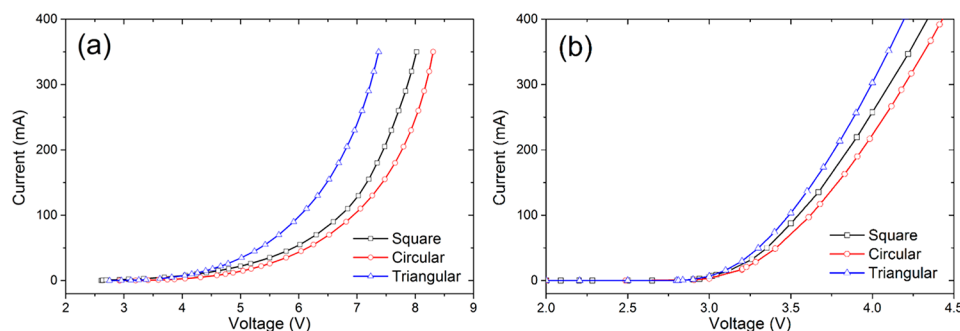 (a)
400
300
200
100
0
Current (mA)
2 3 4 5 6 7 8 9
Voltage (V)
Square
Circular
Triangular
(b)
400
300
200
100
0
Current (mA)
2.0 2.5 3.0 3.5 4.0 4.5
Voltage (V)
Square
Circular
Triangular